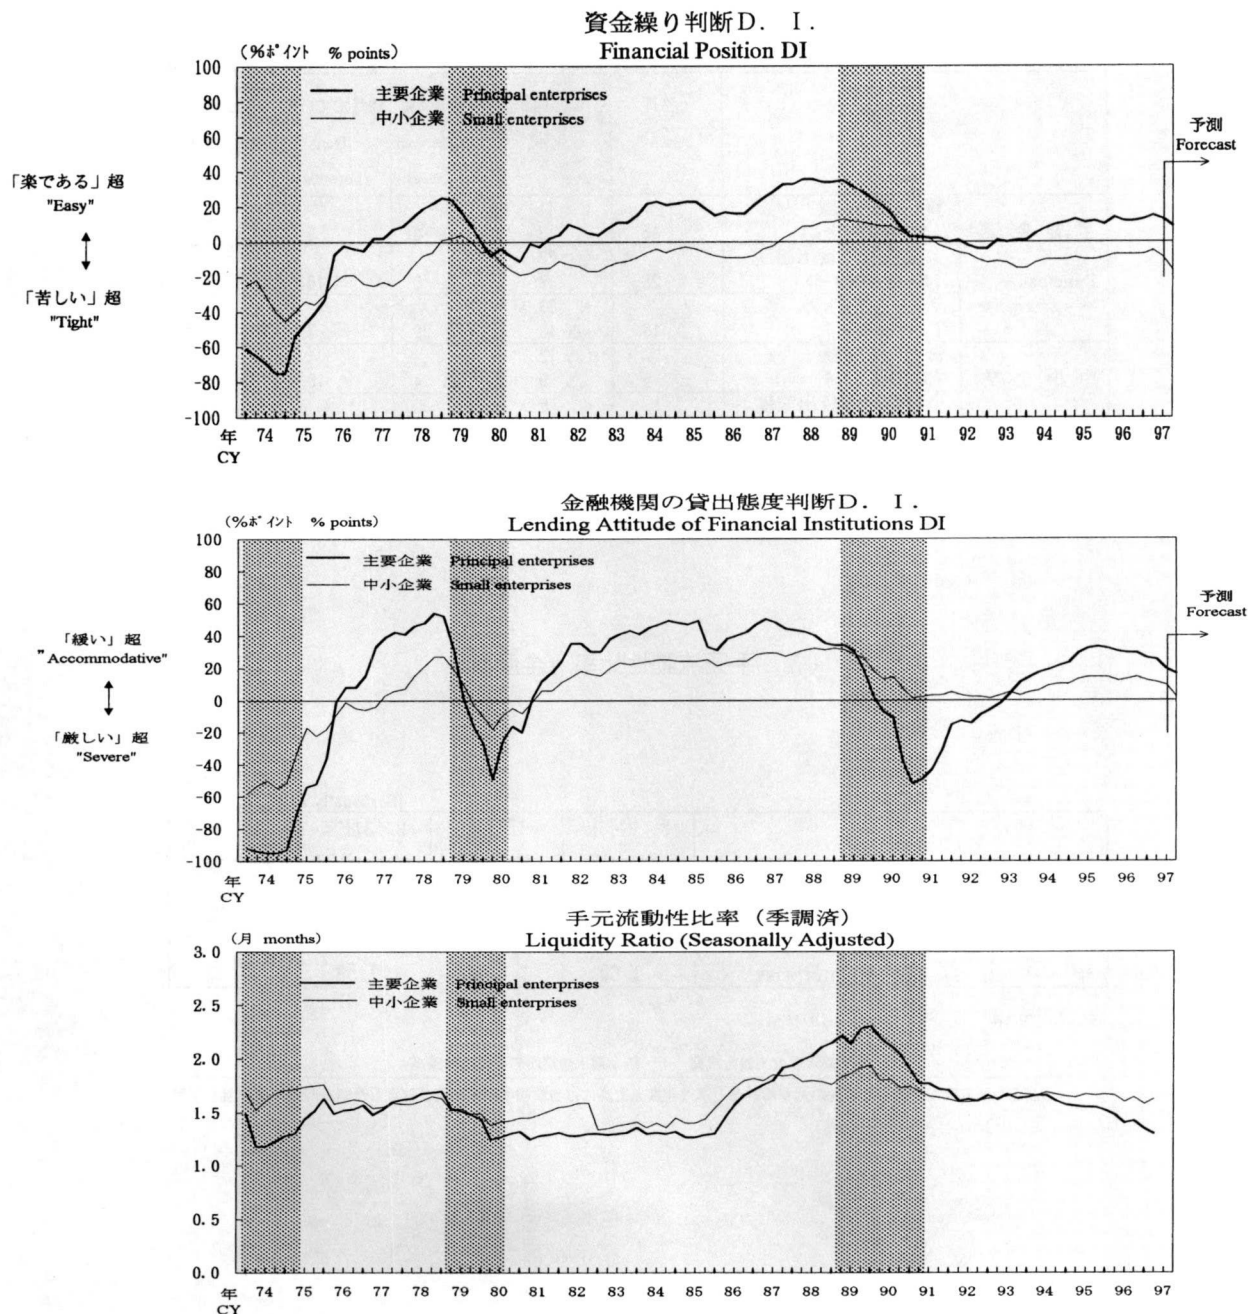 資金繰り判断Ｄ．Ｉ．
Financial Position DI
（%ﾎﾟｲﾝﾄ % points）
100
80
60
40
20
0
-20
-40
-60
-80
-100
主要企業 Principal enterprises
中小企業 Small enterprises
予測
Forecast
「楽である」超
"Easy"
「苦しい」超
"Tight"
年 74 75 76 77 78 79 80 81 82 83 84 85 86 87 88 89 90 91 92 93 94 95 96 97
CY
金融機関の貸出態度判断Ｄ．Ｉ．
Lending Attitude of Financial Institutions DI
（%ﾎﾟｲﾝﾄ % points）
100
80
60
40
20
0
-20
-40
-60
-80
-100
主要企業 Principal enterprises
中小企業 Small enterprises
予測
Forecast
「緩い」超
"Accommodative"
「厳しい」超
"Severe"
年 74 75 76 77 78 79 80 81 82 83 84 85 86 87 88 89 90 91 92 93 94 95 96 97
CY
手元流動性比率（季調済）
Liquidity Ratio (Seasonally Adjusted)
（月 months）
3.0
2.5
2.0
1.5
1.0
0.5
0.0
主要企業 Principal enterprises
中小企業 Small enterprises
年 74 75 76 77 78 79 80 81 82 83 84 85 86 87 88 89 90 91 92 93 94 95 96 97
CY